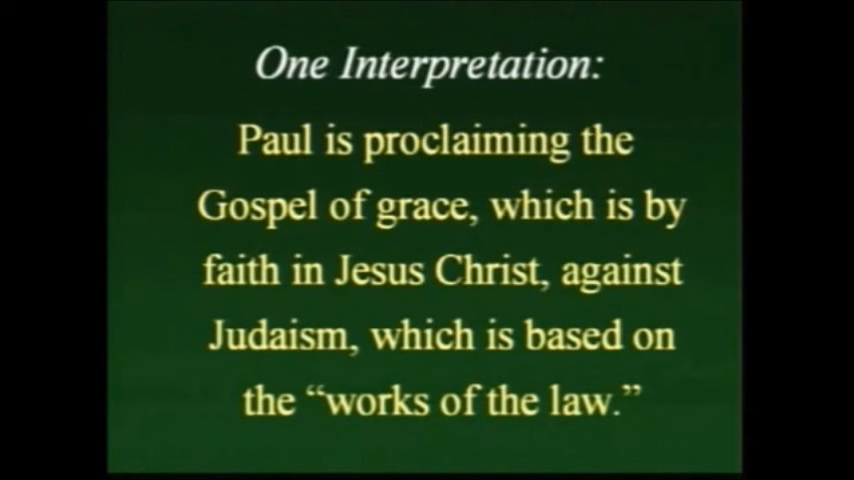 One Interpretation:
Paul is proclaiming the
Gospel of grace, which is by
faith in Jesus Christ, against
Judaism, which is based on
the “works of the law.”